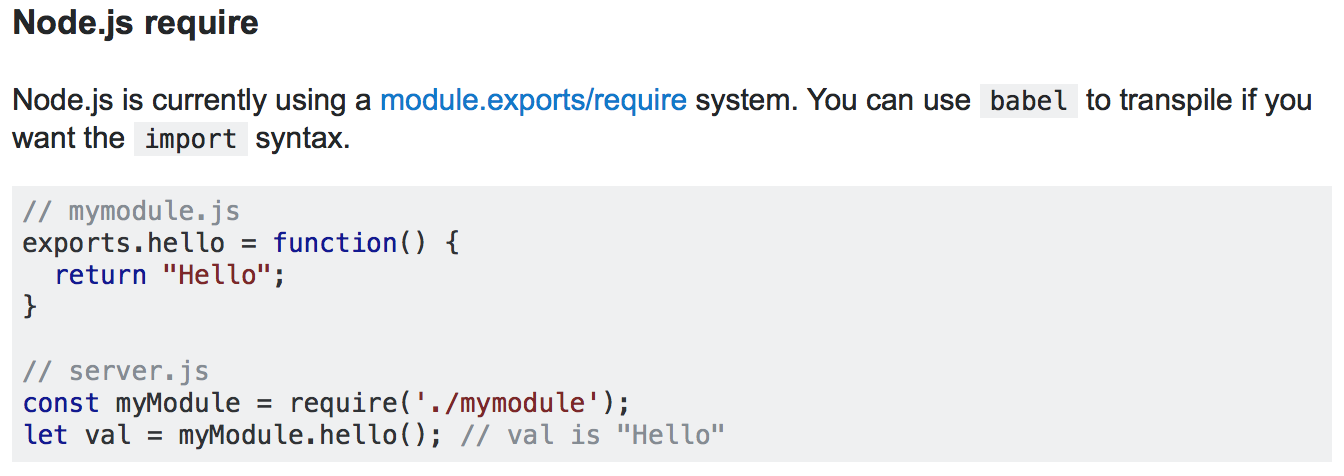 Node.js require
Node.js is currently using a module.exports/require system. You can use babel to transpile if you
want the import syntax.
// mymodule.js
exports.hello = function() {
  return "Hello";
}
// server.js
const myModule = require('./mymodule');
let val = myModule.hello(); // val is "Hello"